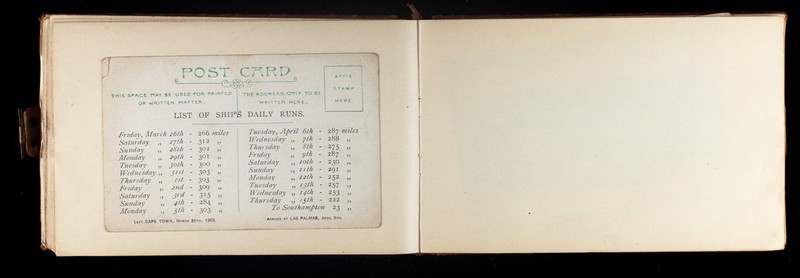 POST CARD
THIS SPACE MAY BE USED FOR PRINTED
OR WRITTEN MATTER.
THE ADDRESS ONLY TO BE
WRITTEN HERE.
AFFIX
STAMP
HERE.
LIST OF SHIP'S DAILY RUNS.
Friday, March 26th - 266 miles
Saturday „ 27th - 312 „
Sunday „ 28th - 302 „
Monday „ 29th - 301 „
Tuesday „ 30th - 300 „
Wednesday „ 31st - 303 „
Thursday „ 1st - 303 „
Friday „ 2nd - 309 „
Saturday „ 3rd - 315 „
Sunday „ 4th - 284 „
Monday „ 5th - 303 „
LEFT CAPE TOWN, MARCH 25TH, 1909.
Tuesday, April 6th - 287 miles
Wednesday „ 7th - 288 „
Thursday „ 8th - 275 „
Friday „ 9th - 287 „
Saturday „ 10th - 230 „
Sunday „ 11th - 291 „
Monday „ 12th - 252 „
Tuesday „ 13th - 257 „
Wednesday „ 14th - 253 „
Thursday „ 15th - 222 „
To Southampton 23 „
ARRIVED AT LAS PALMAS, APRIL 9TH.